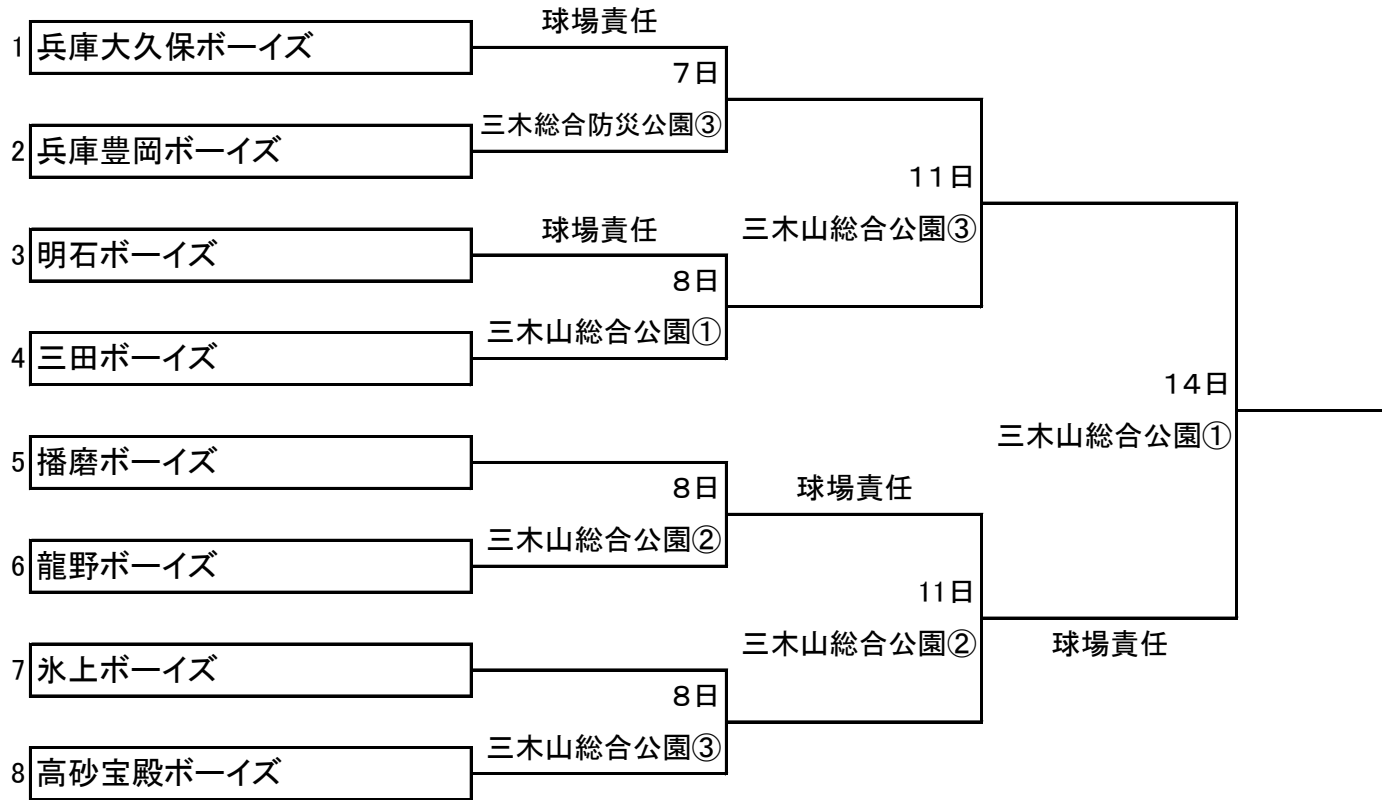 球場責任
1 兵庫大久保ボーイズ
7日
三木総合防災公園③
2 兵庫豊岡ボーイズ
11日
三木山総合公園③
球場責任
3 明石ボーイズ
8日
三木山総合公園①
4 三田ボーイズ
14日
三木山総合公園①
5 播磨ボーイズ
8日
球場責任
三木山総合公園②
6 龍野ボーイズ
11日
三木山総合公園②
球場責任
7 氷上ボーイズ
8日
三木山総合公園③
8 高砂宝殿ボーイズ